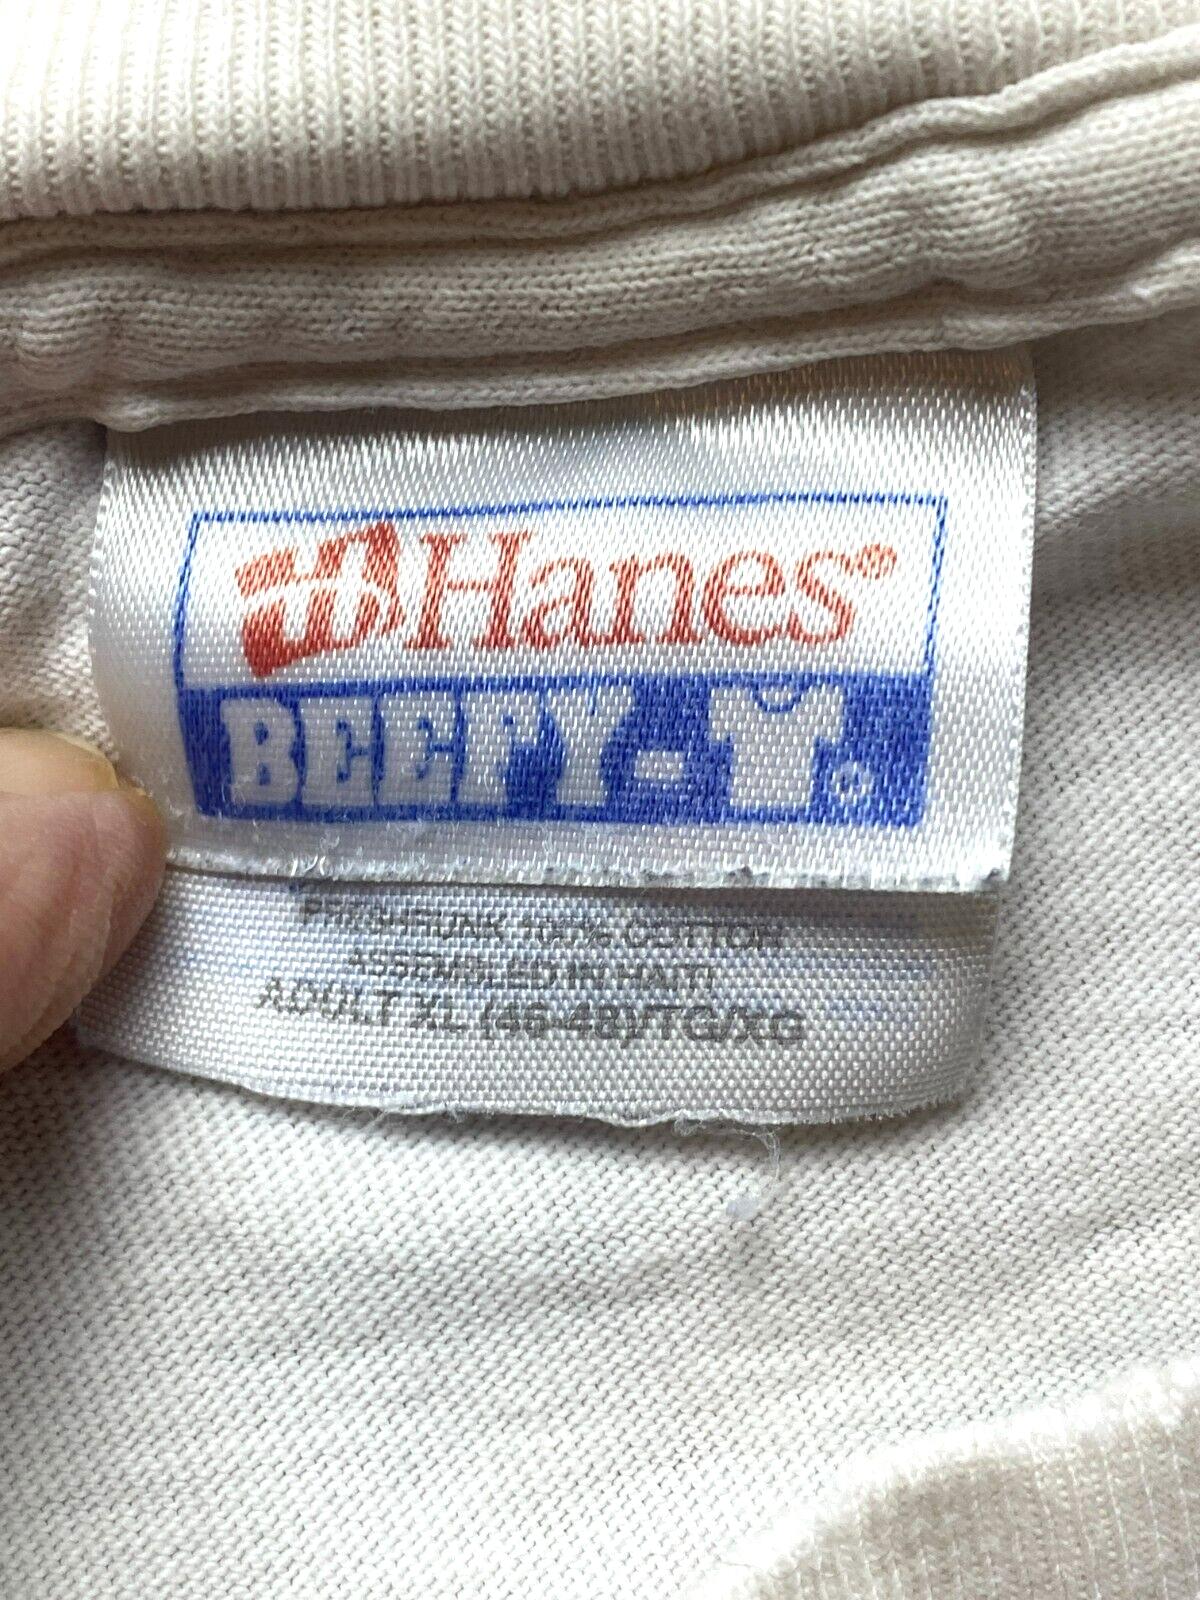 Hanes®
BEEFY-T®
PRESHRUNK 100% COTTON
ASSEMBLED IN HAITI
ADULT XL (46-48)/TG/XG